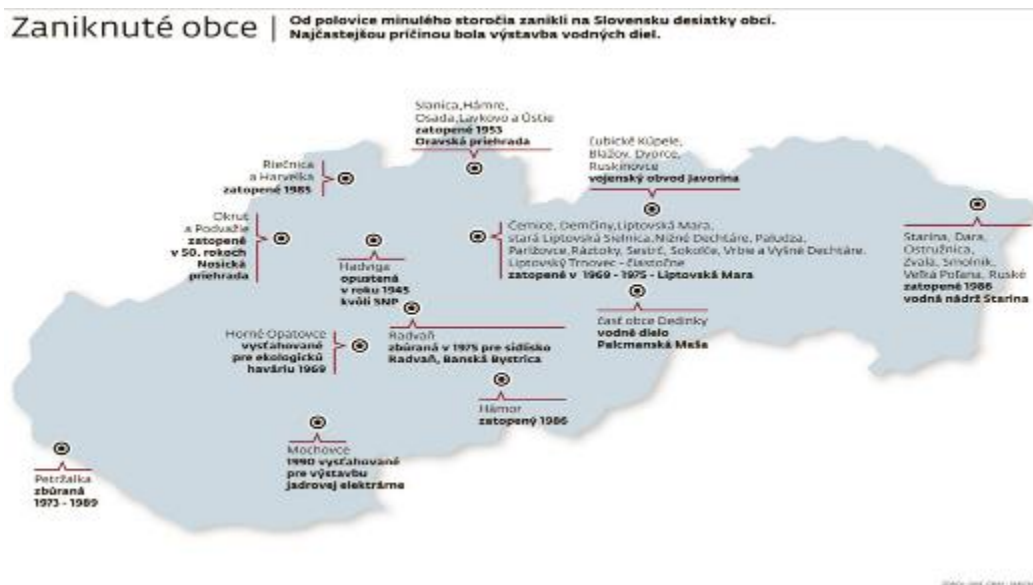 Zaniknuté obce |
Od polovice minulého storočia zanikli na Slovensku desiatky obcí.
Najčastejšou príčinou bola výstavba vodných diel.
Slanica, Hámre,
Osada, Lavkovo a Ústie
zatopené 1953
Oravská priehrada
Ľubické Kúpele,
Blažov, Dvorce,
Ruskinovce
vojenský obvod Javorina
Riečnica
a Harvelka
zatopené 1985
Okrut
a Podvažie
zatopené
v 50. rokoch
Nosická
priehrada
Hadviga
opustená
v roku 1945
kvôli SNP
Čemice, Demčiny, Liptovská Mara,
stará Liptovská Sielnica, Nižné Dechtáre, Paludza,
Parížovce, Ráztoky, Sestrč, Sokolče, Vrbie a Vyšné Dechtáre.
Liptovský Trnovec - čiastočne
zatopené v 1969 - 1975 - Liptovská Mara
Starina, Dara,
Ostružnica,
Zvala, Smolník,
Veľká Poľana, Ruské
zatopené 1986
vodná nádrž Starina
Horné Opatovce
vysťahované
pre ekologickú
haváriu 1969
Radvaň
zbúraná v 1975 pre sídlisko
Radvaň, Banská Bystrica
časť obce Dedinky
vodné dielo
Palcmanská Maša
Hámor
zatopený 1986
Mochovce
1990 vysťahované
pre výstavbu
jadrovej elektrárne
Petržalka
zbúraná
1973 - 1989